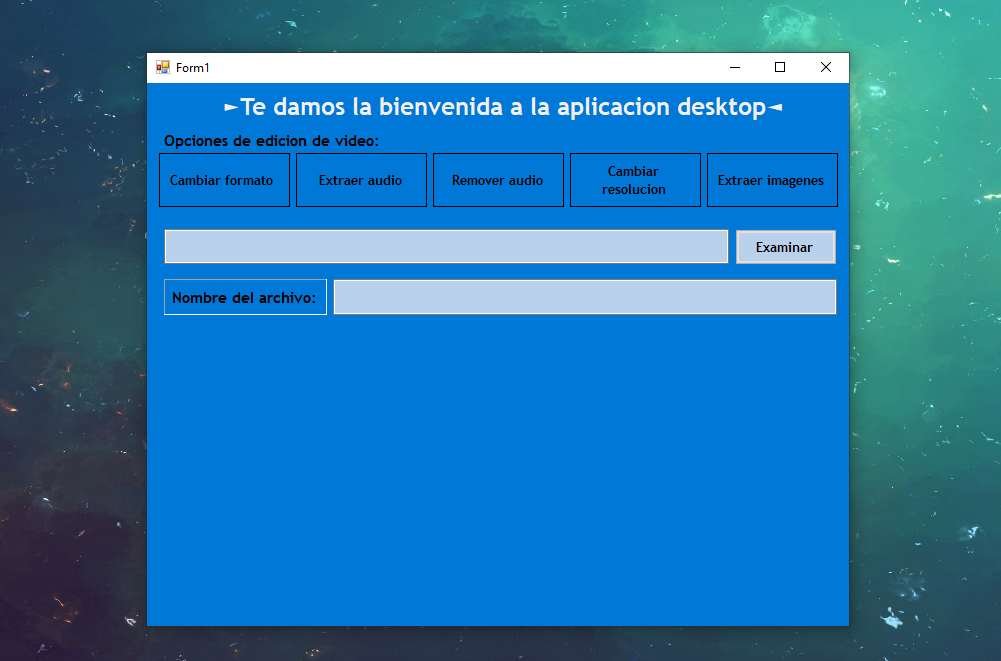 Form1
►Te damos la bienvenida a la aplicacion desktop◄
Opciones de edicion de video:
Cambiar formato
Extraer audio
Remover audio
Cambiar
resolucion
Extraer imagenes
Examinar
Nombre del archivo: